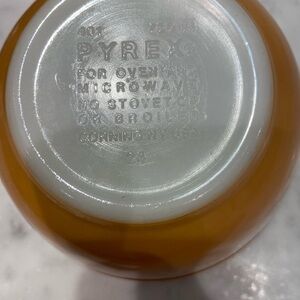 PYREX®
FOR OVEN AND
MICROWAVE
NO STOVETOP
OR BROILER
CORNING NY USA